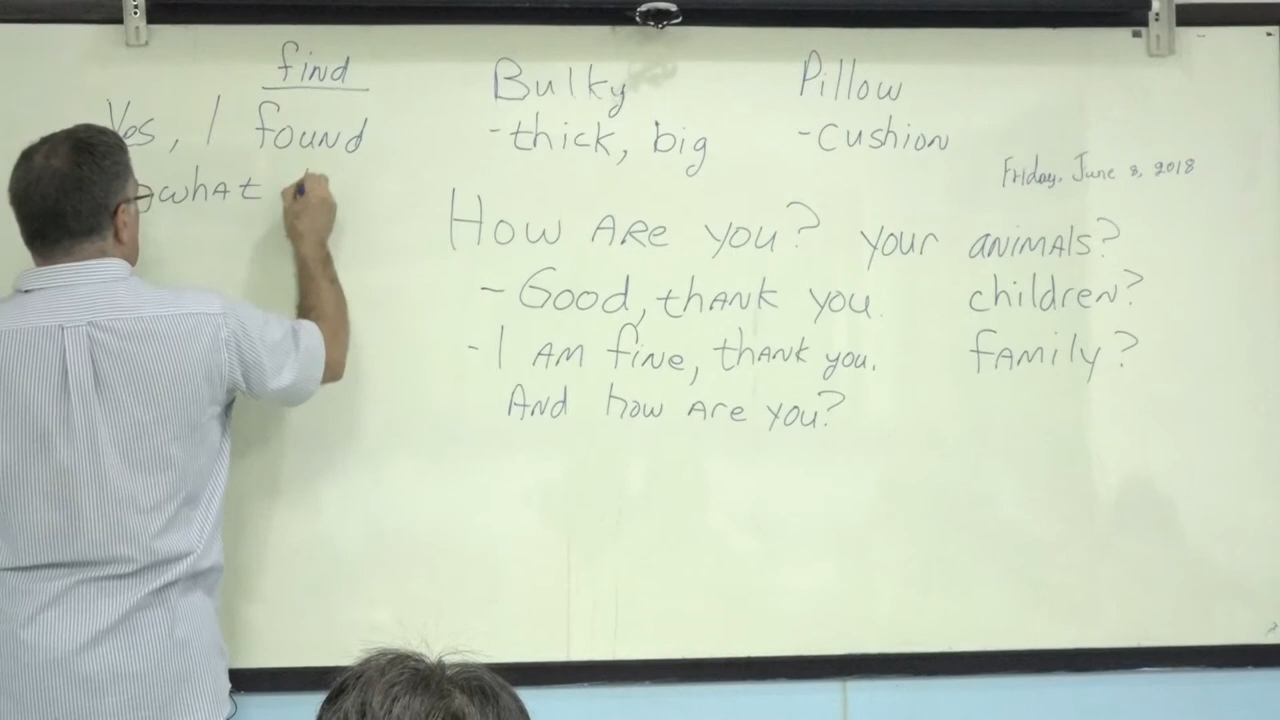 find
Yes, I found
what
Bulky
-thick, big
Pillow
-cushion
Friday, June 8, 2018
How are you? your animals?
- Good, thank you. children?
- I am fine, thank you. family?
And how are you?